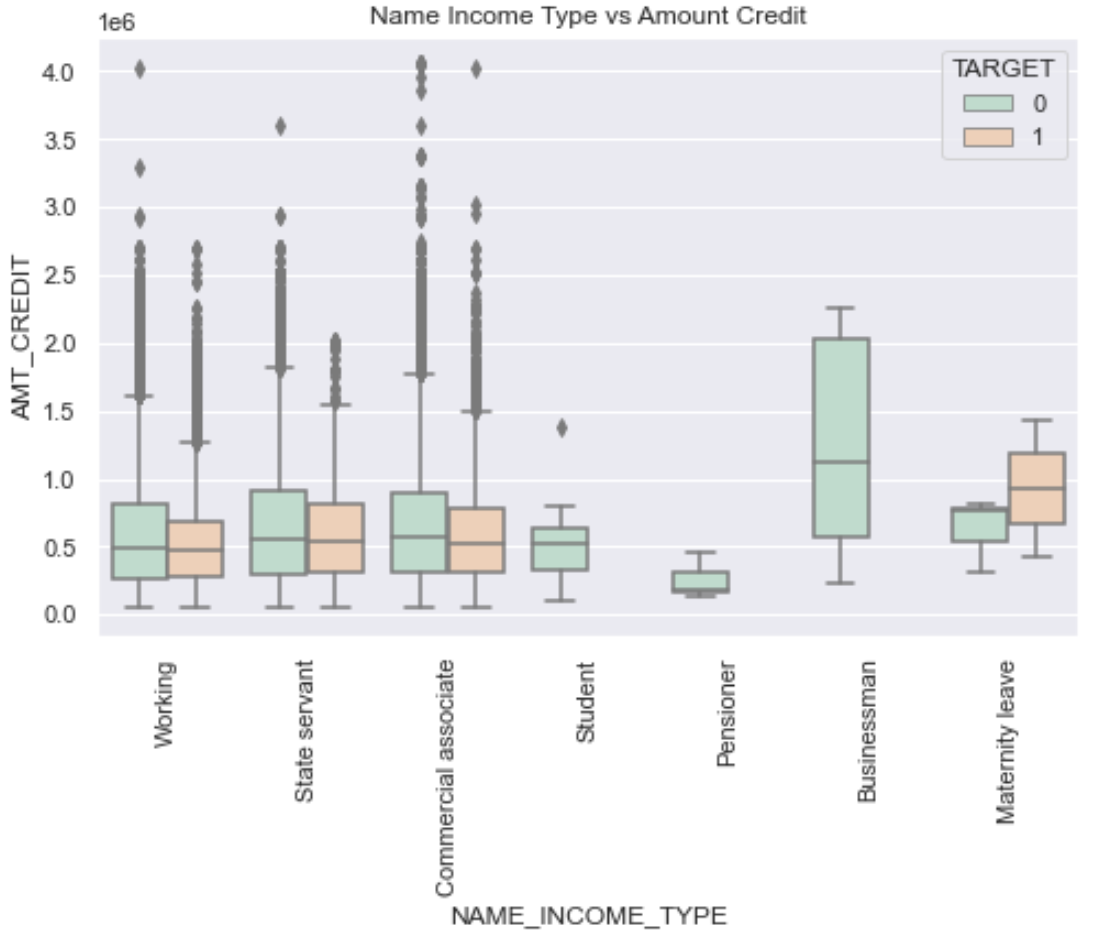 Name Income Type vs Amount Credit
1e6
TARGET
0
1
4.0
3.5
3.0
2.5
2.0
1.5
1.0
0.5
0.0
AMT_CREDIT
Working
State servant
Commercial associate
Student
Pensioner
Businessman
Maternity leave
NAME_INCOME_TYPE